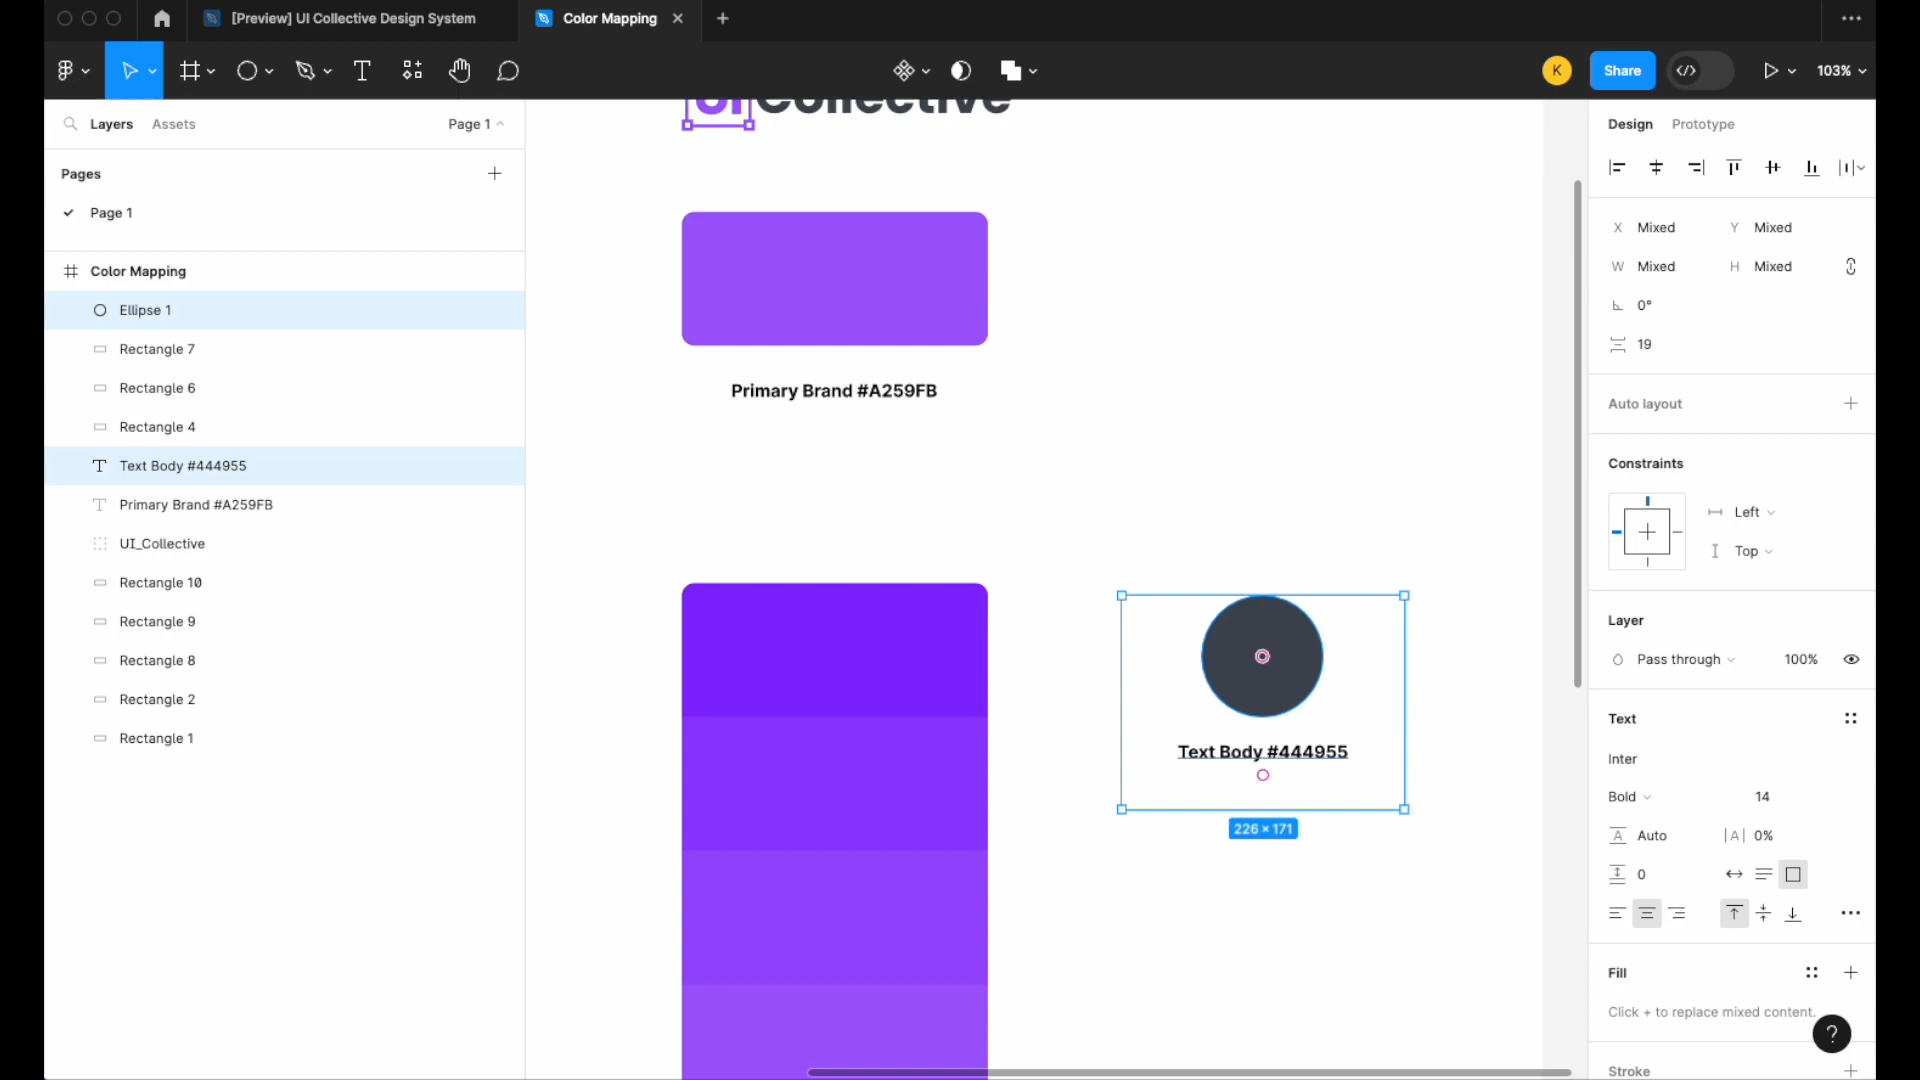 [Preview] UI Collective Design System
Color Mapping
K
Share
103%
Layers
Assets
Page 1
Pages
Page 1
Color Mapping
Ellipse 1
Rectangle 7
Rectangle 6
Rectangle 4
Text Body #444955
Primary Brand #A259FB
UI_Collective
Rectangle 10
Rectangle 9
Rectangle 8
Rectangle 2
Rectangle 1
UI Collective
Primary Brand #A259FB
Text Body #444955
226 × 171
Design
Prototype
X Mixed
Y Mixed
W Mixed
H Mixed
0°
19
Auto layout
Constraints
Left
Top
Layer
Pass through
100%
Text
Inter
Bold
14
A Auto
|A| 0%
0
Fill
Click + to replace mixed content.
?
Stroke